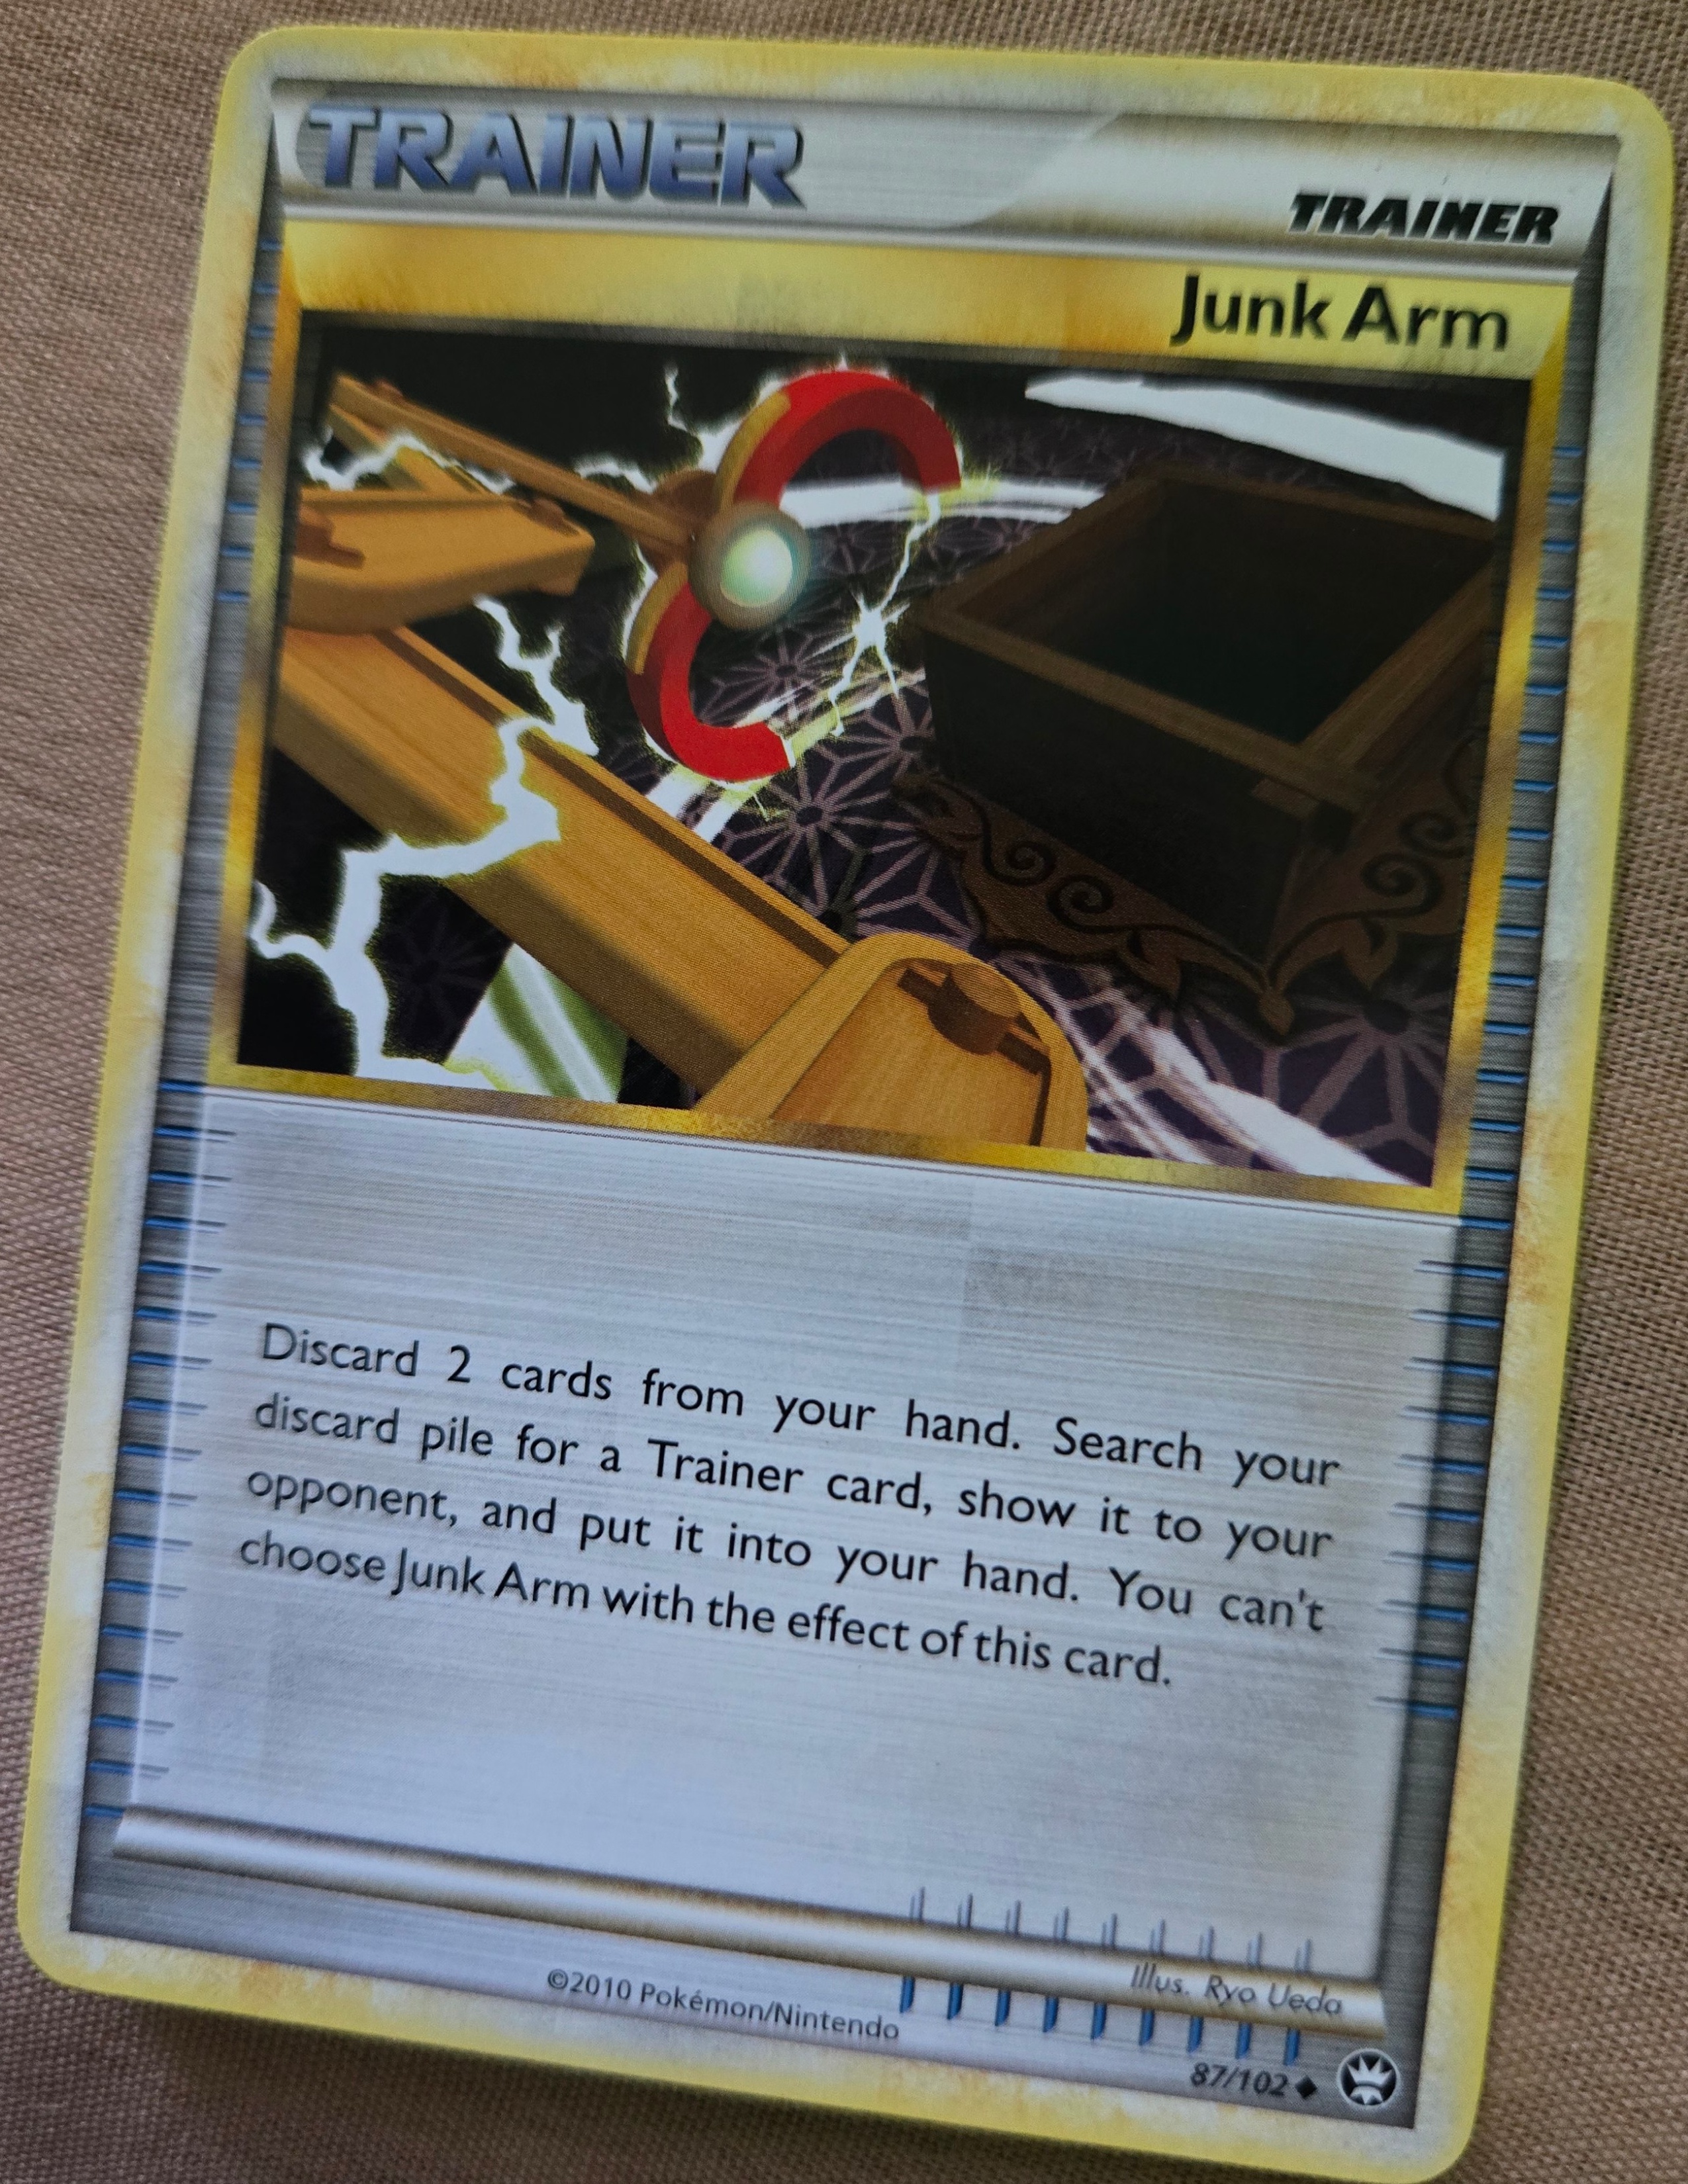 TRAINER
TRAINER
Junk Arm
Discard 2 cards from your hand. Search your
discard pile for a Trainer card, show it to your
opponent, and put it into your hand. You can't
choose Junk Arm with the effect of this card.
Illus. Ryo Ueda
©2010 Pokémon/Nintendo
87/102